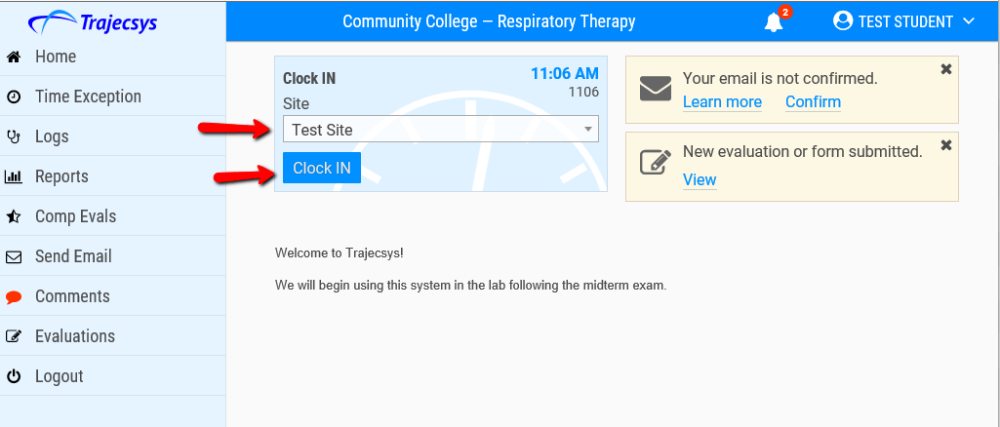 Trajecsys
Community College — Respiratory Therapy
2
TEST STUDENT
Home
Time Exception
Logs
Reports
Comp Evals
Send Email
Comments
Evaluations
Logout
Clock IN
11:06 AM
1106
Site
Test Site
Clock IN
Your email is not confirmed.
Learn more Confirm
New evaluation or form submitted.
View
Welcome to Trajecsys!
We will begin using this system in the lab following the midterm exam.